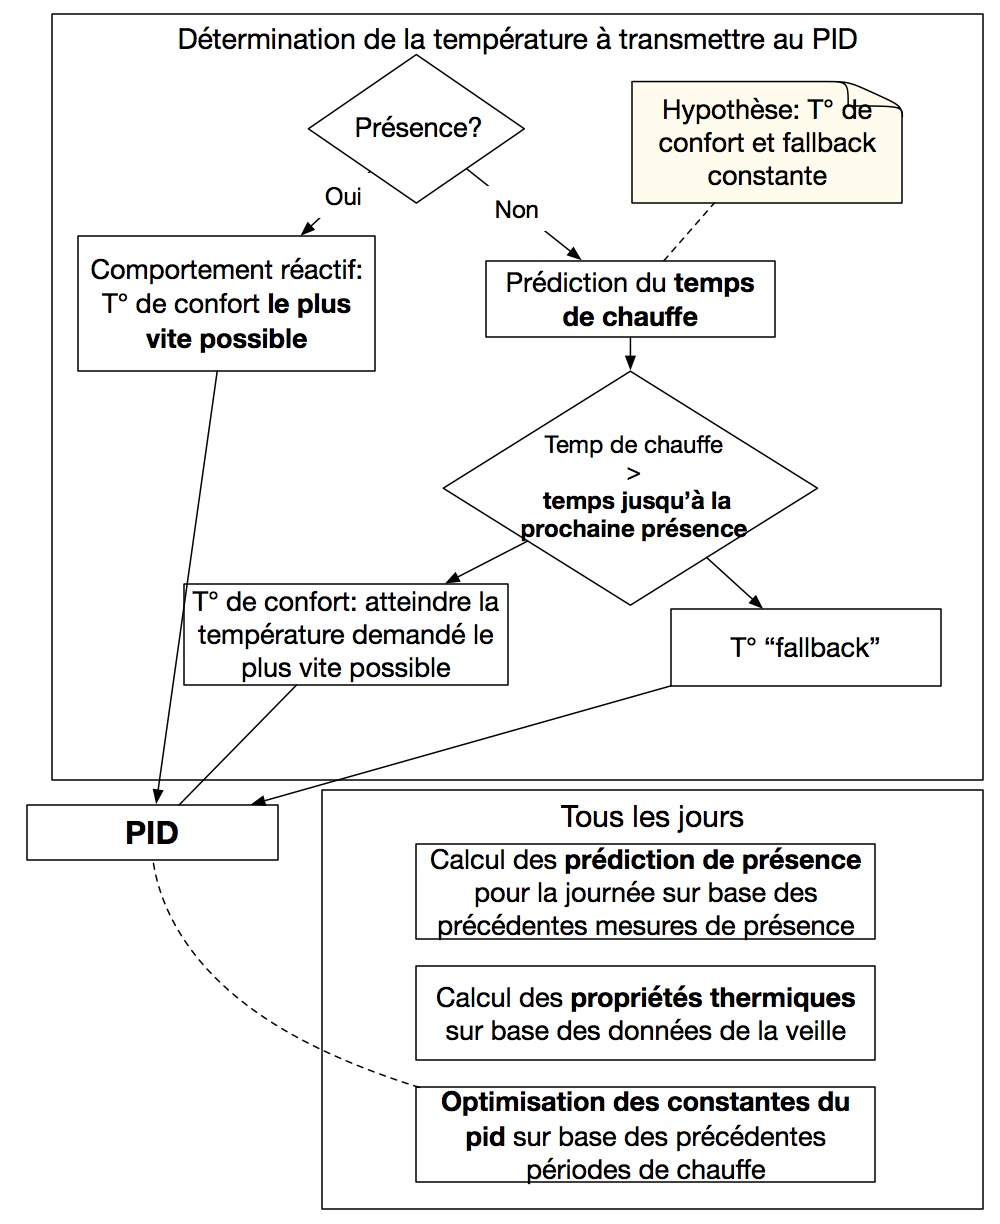 Détermination de la température à transmettre au PID
Présence?
Hypothèse: T° de
confort et fallback
constante
Oui
Non
Comportement réactif:
T° de confort le plus
vite possible
Prédiction du temps
de chauffe
Temp de chauffe
>
temps jusqu’à la
prochaine présence
T° de confort: atteindre la
température demandé le
plus vite possible
T° “fallback”
PID
Tous les jours
Calcul des prédiction de présence
pour la journée sur base des
précédentes mesures de présence
Calcul des propriétés thermiques
sur base des données de la veille
Optimisation des constantes du
pid sur base des précédentes
périodes de chauffe